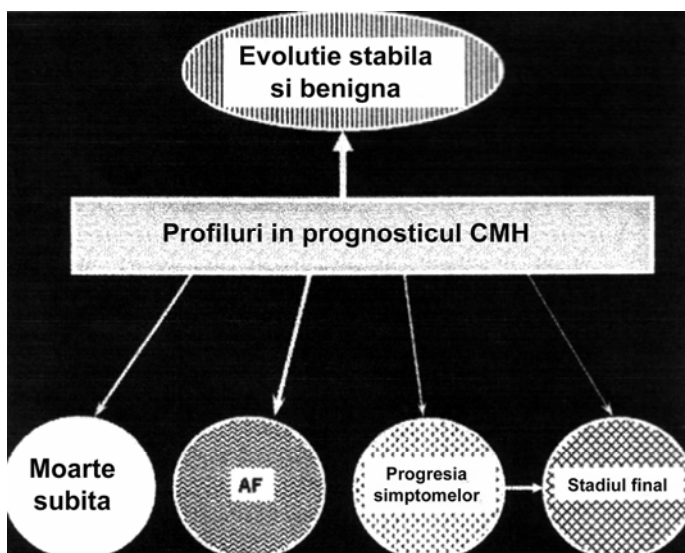 Evolutie stabila
si benigna
Profiluri in prognosticul CMH
Moarte
subita
AF
Progresia
simptomelor
Stadiul final